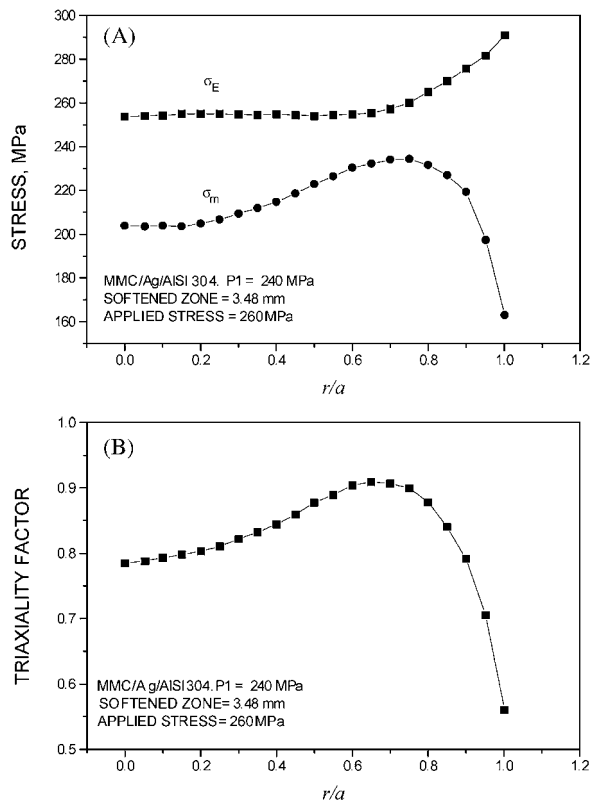 (A)
300
280
260
240
220
200
180
160
STRESS, MPa
σE
σm
MMC/Ag/AISI 304. P1 = 240 MPa
SOFTENED ZONE = 3.48 mm
APPLIED STRESS = 260MPa
0.0 0.2 0.4 0.6 0.8 1.0 1.2
r/a
(B)
1.0
0.9
0.8
0.7
0.6
0.5
TRIAXIALITY FACTOR
MMC/Ag/AISI 304. P1 = 240 MPa
SOFTENED ZONE= 3.48 mm
APPLIED STRESS = 260MPa
0.0 0.2 0.4 0.6 0.8 1.0 1.2
r/a